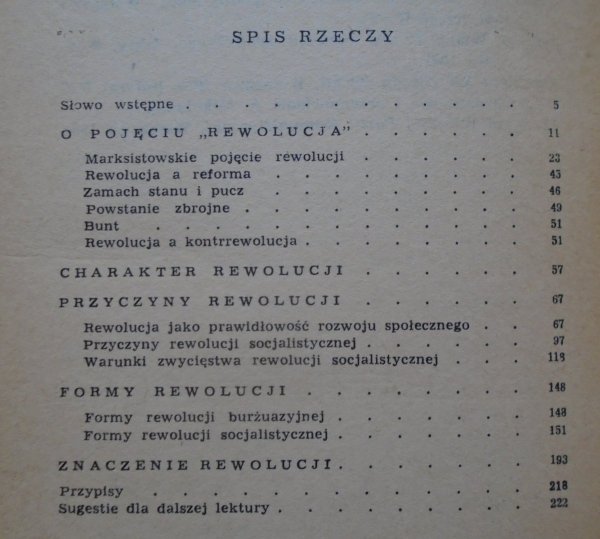 SPIS RZECZY
Słowo wstępne . . . . . . . . . . . 5
O POJĘCIU „REWOLUCJA” . . . . . . . 11
Marksistowskie pojęcie rewolucji . . . . . . 23
Rewolucja a reforma . . . . . . . . . 43
Zamach stanu i pucz . . . . . . . . . 46
Powstanie zbrojne . . . . . . . . . . 49
Bunt . . . . . . . . . . . . 51
Rewolucja a kontrrewolucja . . . . . . . . 51
CHARAKTER REWOLUCJI . . . . . . 57
PRZYCZYNY REWOLUCJI . . . . . . 67
Rewolucja jako prawidłowość rozwoju społecznego . . 67
Przyczyny rewolucji socjalistycznej . . . . . . 97
Warunki zwycięstwa rewolucji socjalistycznej . . . 118
FORMY REWOLUCJI . . . . . . . . 148
Formy rewolucji burżuazyjnej . . . . . . . 148
Formy rewolucji socjalistycznej . . . . . . . 151
ZNACZENIE REWOLUCJI . . . . . . . 193
Przypisy . . . . . . . . . . . . 218
Sugestie dla dalszej lektury . . . . . . . . 222